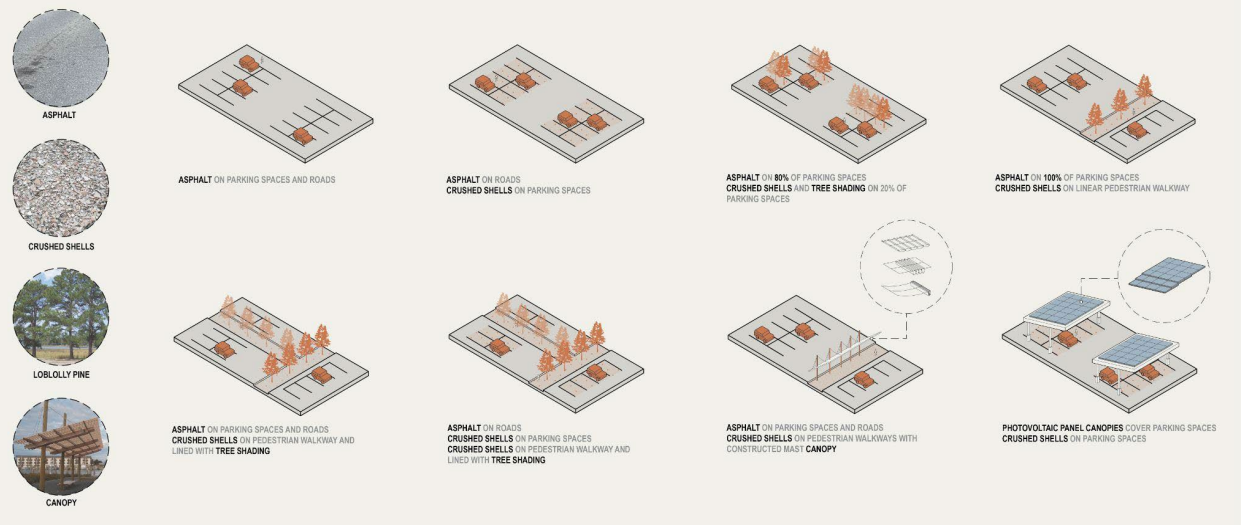 ASPHALT
CRUSHED SHELLS
LOBLOLLY PINE
CANOPY
ASPHALT ON PARKING SPACES AND ROADS
ASPHALT ON ROADS
CRUSHED SHELLS ON PARKING SPACES
ASPHALT ON 80% OF PARKING SPACES
CRUSHED SHELLS AND TREE SHADING ON 20% OF
PARKING SPACES
ASPHALT ON 100% OF PARKING SPACES
CRUSHED SHELLS ON LINEAR PEDESTRIAN WALKWAY
ASPHALT ON PARKING SPACES AND ROADS
CRUSHED SHELLS ON PEDESTRIAN WALKWAY AND
LINED WITH TREE SHADING
ASPHALT ON ROADS
CRUSHED SHELLS ON PARKING SPACES
CRUSHED SHELLS ON PEDESTRIAN WALKWAY AND
LINED WITH TREE SHADING
ASPHALT ON PARKING SPACES AND ROADS
CRUSHED SHELLS ON PEDESTRIAN WALKWAYS WITH
CONSTRUCTED MAST CANOPY
PHOTOVOLTAIC PANEL CANOPIES COVER PARKING SPACES
CRUSHED SHELLS ON PARKING SPACES